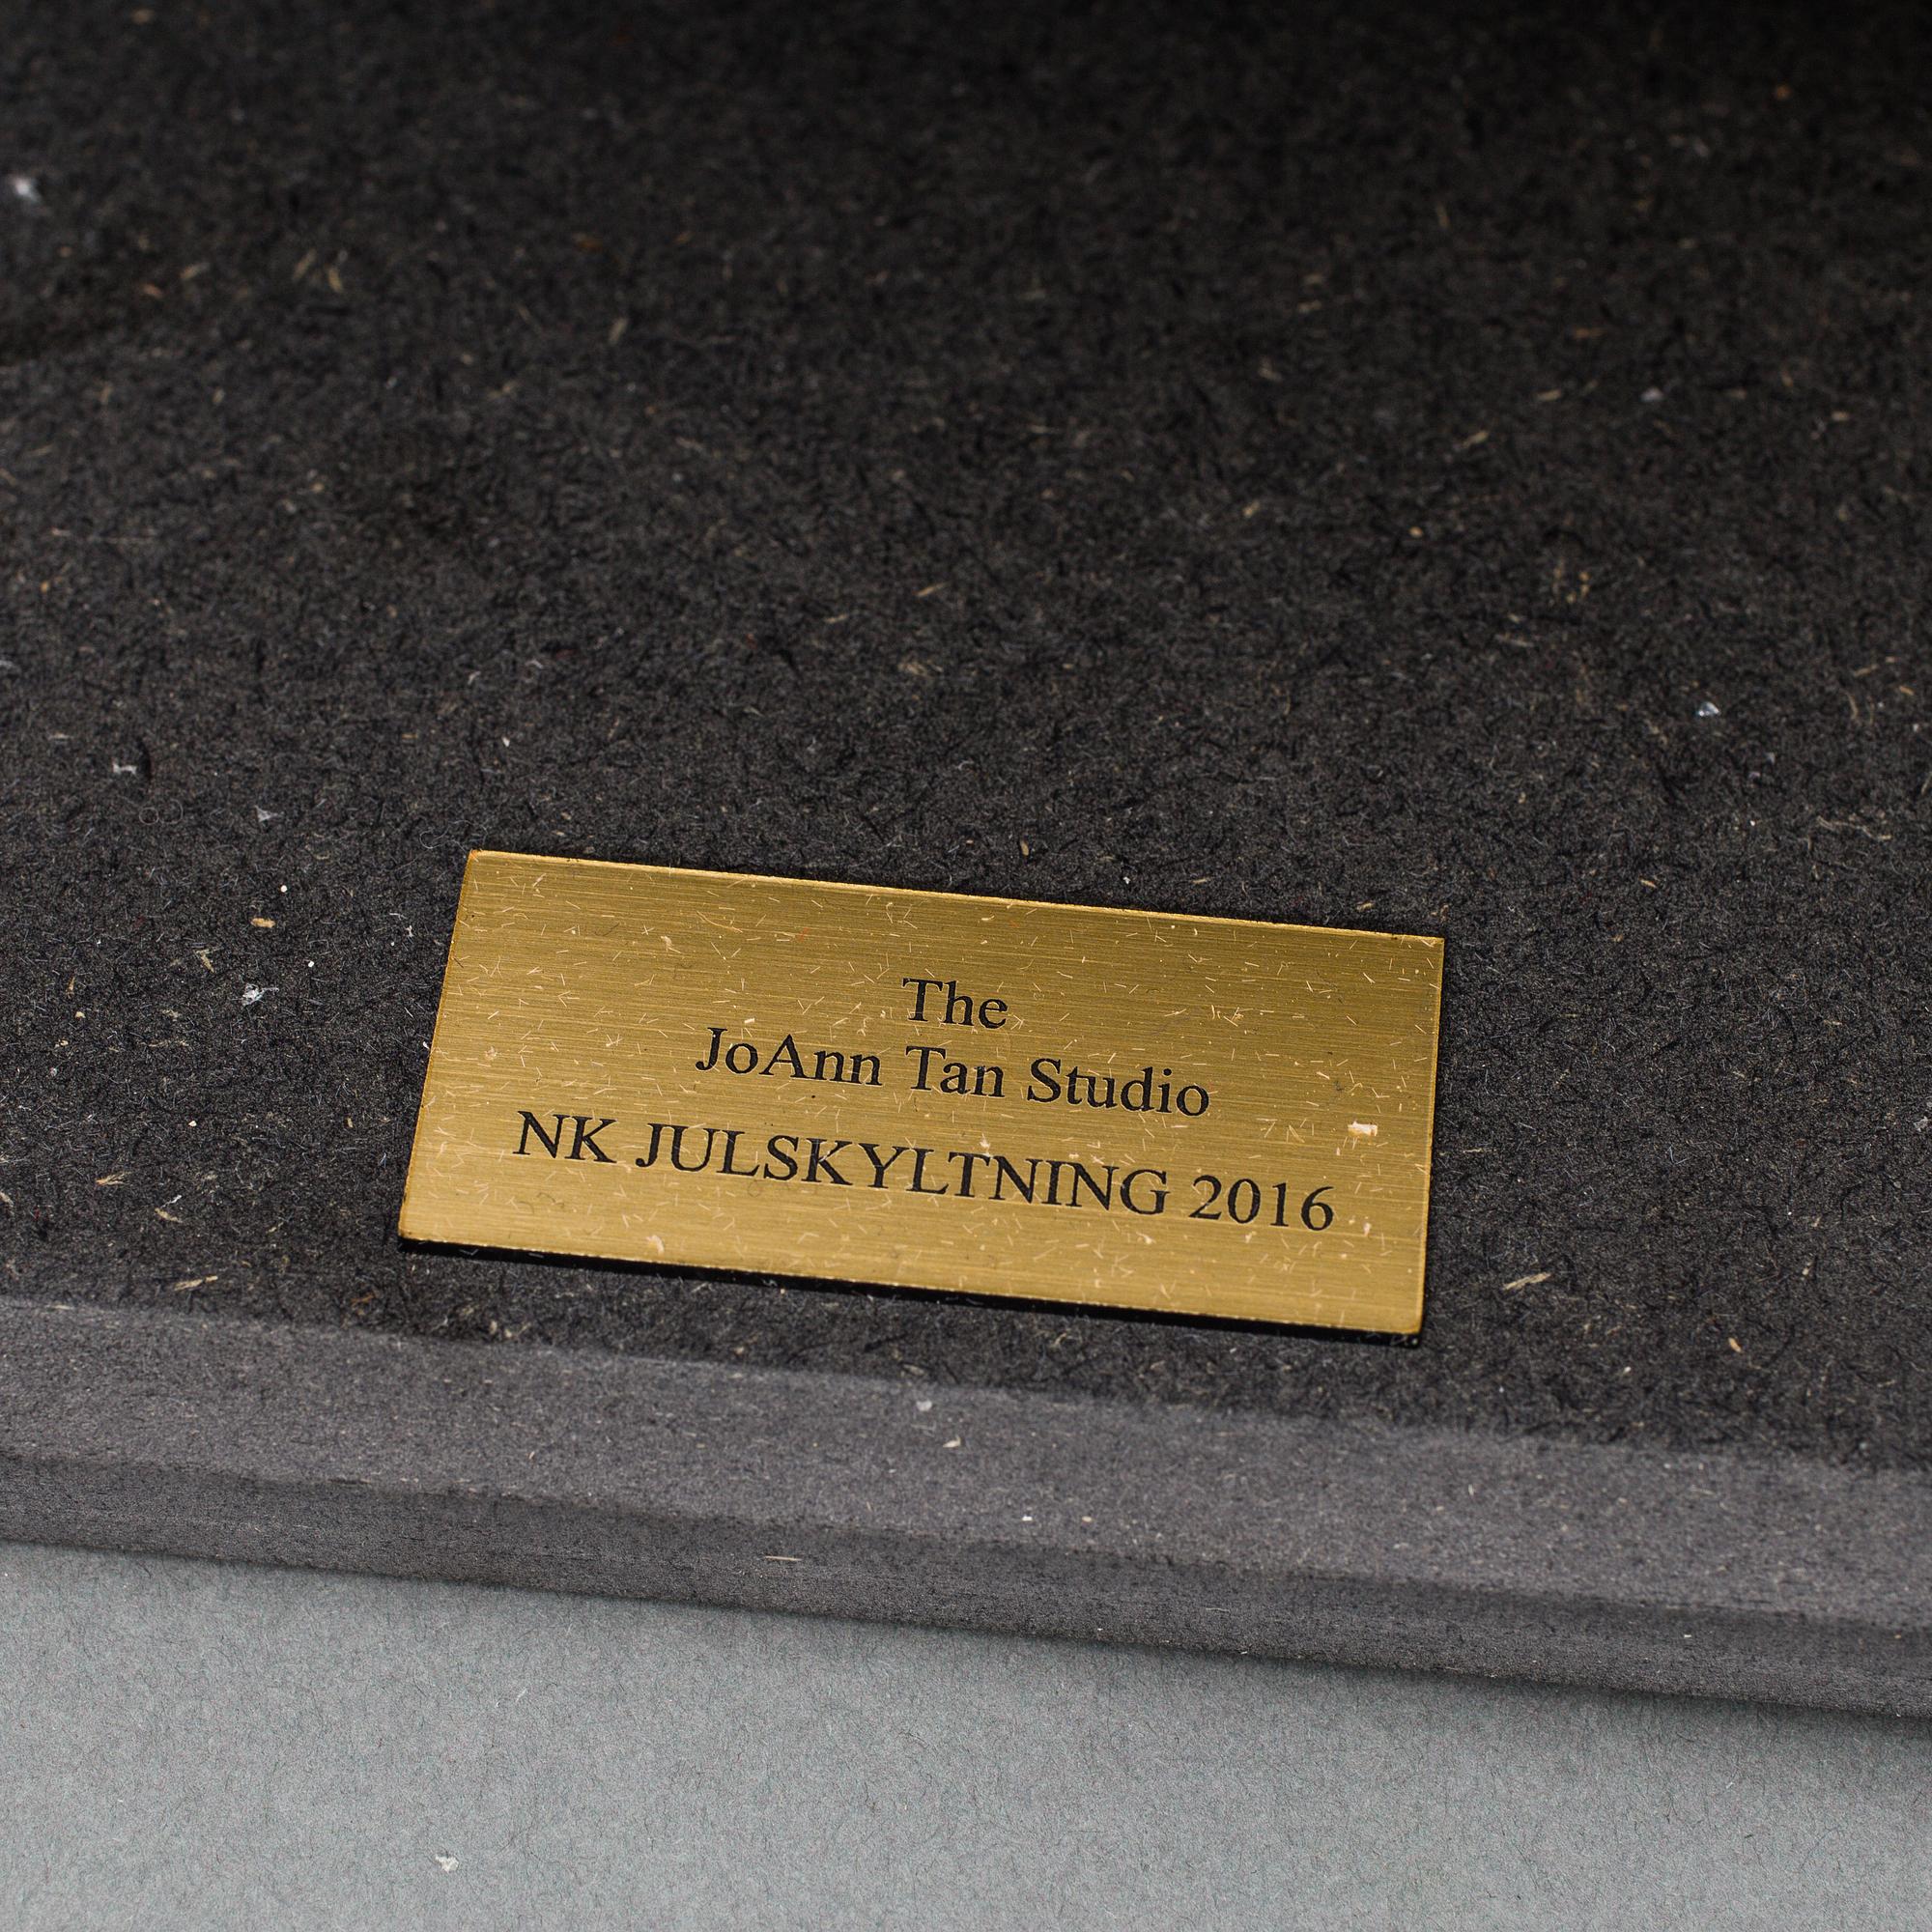 The
JoAnn Tan Studio
NK JULSKYLTNING 2016